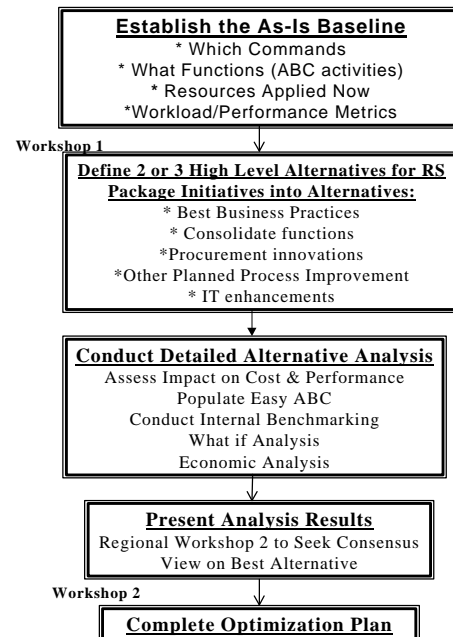 Establish the As-Is Baseline
* Which Commands
* What Functions (ABC activities)
* Resources Applied Now
*Workload/Performance Metrics
Workshop 1
Define 2 or 3 High Level Alternatives for RS
Package Initiatives into Alternatives:
* Best Business Practices
* Consolidate functions
*Procurement innovations
*Other Planned Process Improvement
* IT enhancements
Conduct Detailed Alternative Analysis
Assess Impact on Cost & Performance
Populate Easy ABC
Conduct Internal Benchmarking
What if Analysis
Economic Analysis
Present Analysis Results
Regional Workshop 2 to Seek Consensus
View on Best Alternative
Workshop 2
Complete Optimization Plan